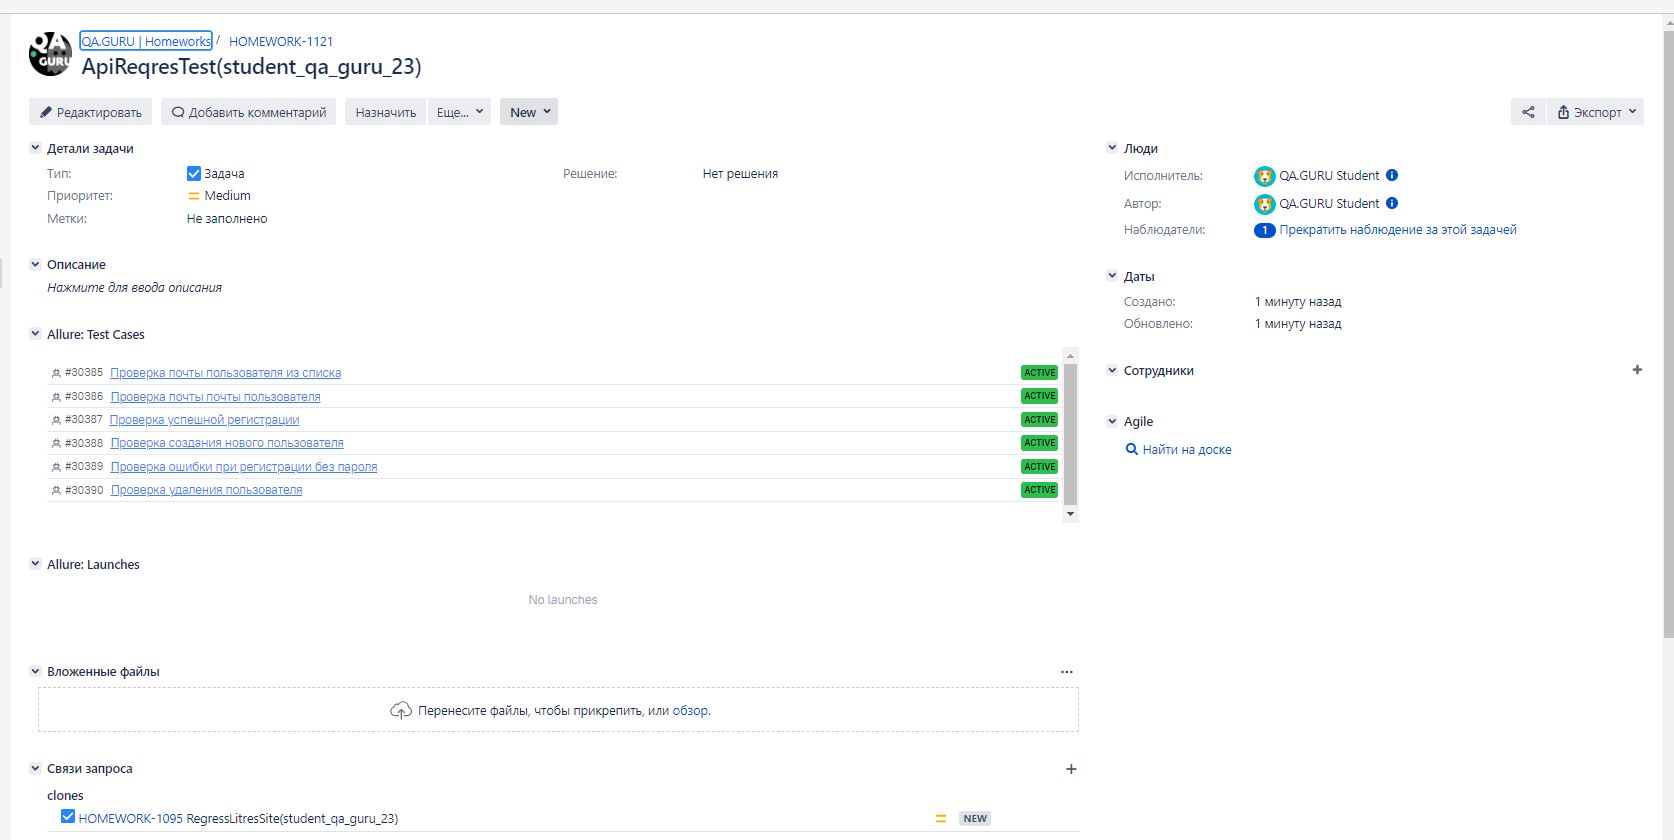 QA
GURU
QA.GURU | Homeworks / HOMEWORK-1121
ApiReqresTest(student_qa_guru_23)
Редактировать Добавить комментарий Назначить Еще... New Экспорт
Детали задачи
Тип: Задача Решение: Нет решения
Приоритет: Medium
Метки: Не заполнено
Описание
Нажмите для ввода описания
Allure: Test Cases
#30385 Проверка почты пользователя из списка ACTIVE
#30386 Проверка почты почты пользователя ACTIVE
#30387 Проверка успешной регистрации ACTIVE
#30388 Проверка создания нового пользователя ACTIVE
#30389 Проверка ошибки при регистрации без пароля ACTIVE
#30390 Проверка удаления пользователя ACTIVE
Allure: Launches
No launches
Вложенные файлы ...
Перенесите файлы, чтобы прикрепить, или обзор.
Связи запроса +
clones
HOMEWORK-1095 RegressLitresSite(student_qa_guru_23) NEW
Люди
Исполнитель: QA.GURU Student
Автор: QA.GURU Student
Наблюдатели: 1 Прекратить наблюдение за этой задачей
Даты
Создано: 1 минуту назад
Обновлено: 1 минуту назад
Сотрудники +
Agile
Найти на доске